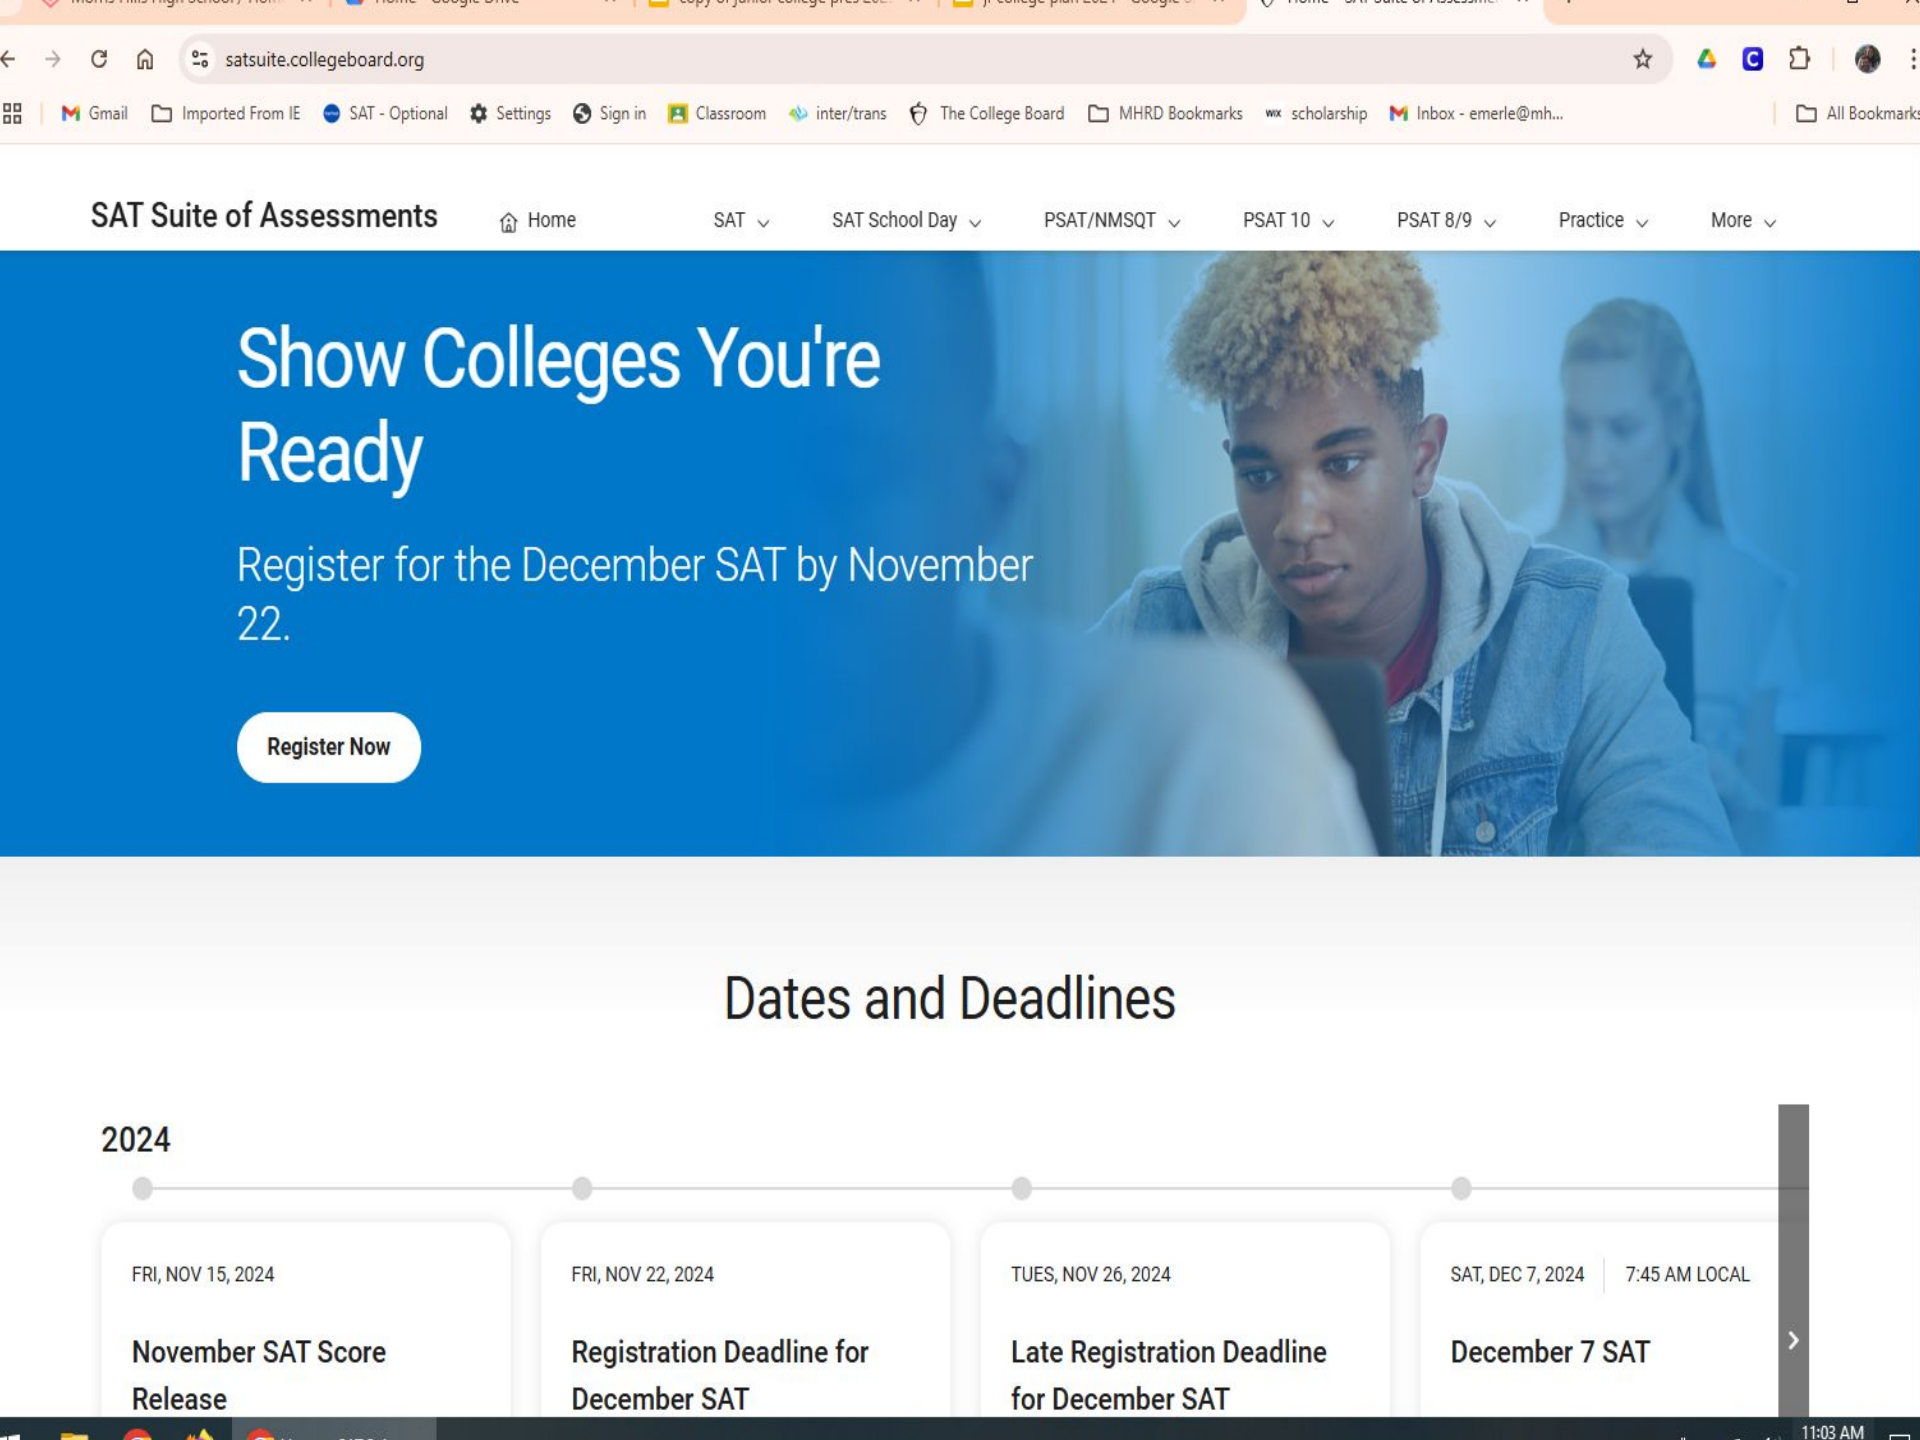 Home - Google Drive
satsuite.collegeboard.org
Gmail
Imported From IE
SAT - Optional
Settings
Sign in
Classroom
inter/trans
The College Board
MHRD Bookmarks
WIX scholarship
Inbox - emerle@mh...
All Bookmarks
SAT Suite of Assessments
Home
SAT
SAT School Day
PSAT/NMSQT
PSAT 10
PSAT 8/9
Practice
More
Show Colleges You're
Ready
Register for the December SAT by November
22.
Register Now
Dates and Deadlines
2024
FRI, NOV 15, 2024
November SAT Score
Release
FRI, NOV 22, 2024
Registration Deadline for
December SAT
TUES, NOV 26, 2024
Late Registration Deadline
for December SAT
SAT, DEC 7, 2024
7:45 AM LOCAL
December 7 SAT
11:03 AM